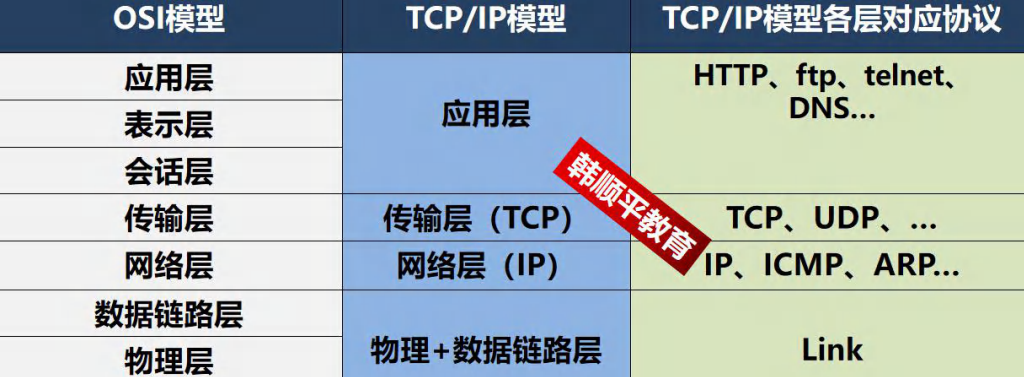 OSI模型
TCP/IP模型
TCP/IP模型各层对应协议
应用层
表示层
会话层
应用层
HTTP、ftp、telnet、
DNS...
传输层
传输层（TCP）
TCP、UDP、...
网络层
网络层（IP）
IP、ICMP、ARP...
数据链路层
物理层
物理+数据链路层
Link
韩顺平教育